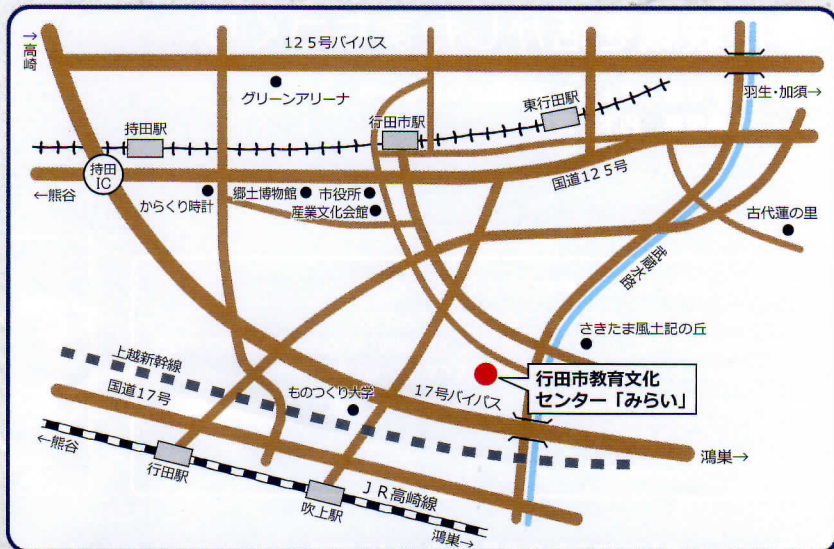 →高崎
125号バイパス
グリーンアリーナ
羽生・加須→
東行田駅
行田市駅
持田駅
持田
IC
←熊谷
国道125号
からくり時計
郷土博物館
市役所
産業文化会館
古代蓮の里
武蔵水路
さきたま風土記の丘
上越新幹線
国道17号
ものつくり大学
17号バイパス
行田市教育文化
センター「みらい」
←熊谷
行田駅
鴻巣→
JR高崎線
吹上駅
鴻巣→